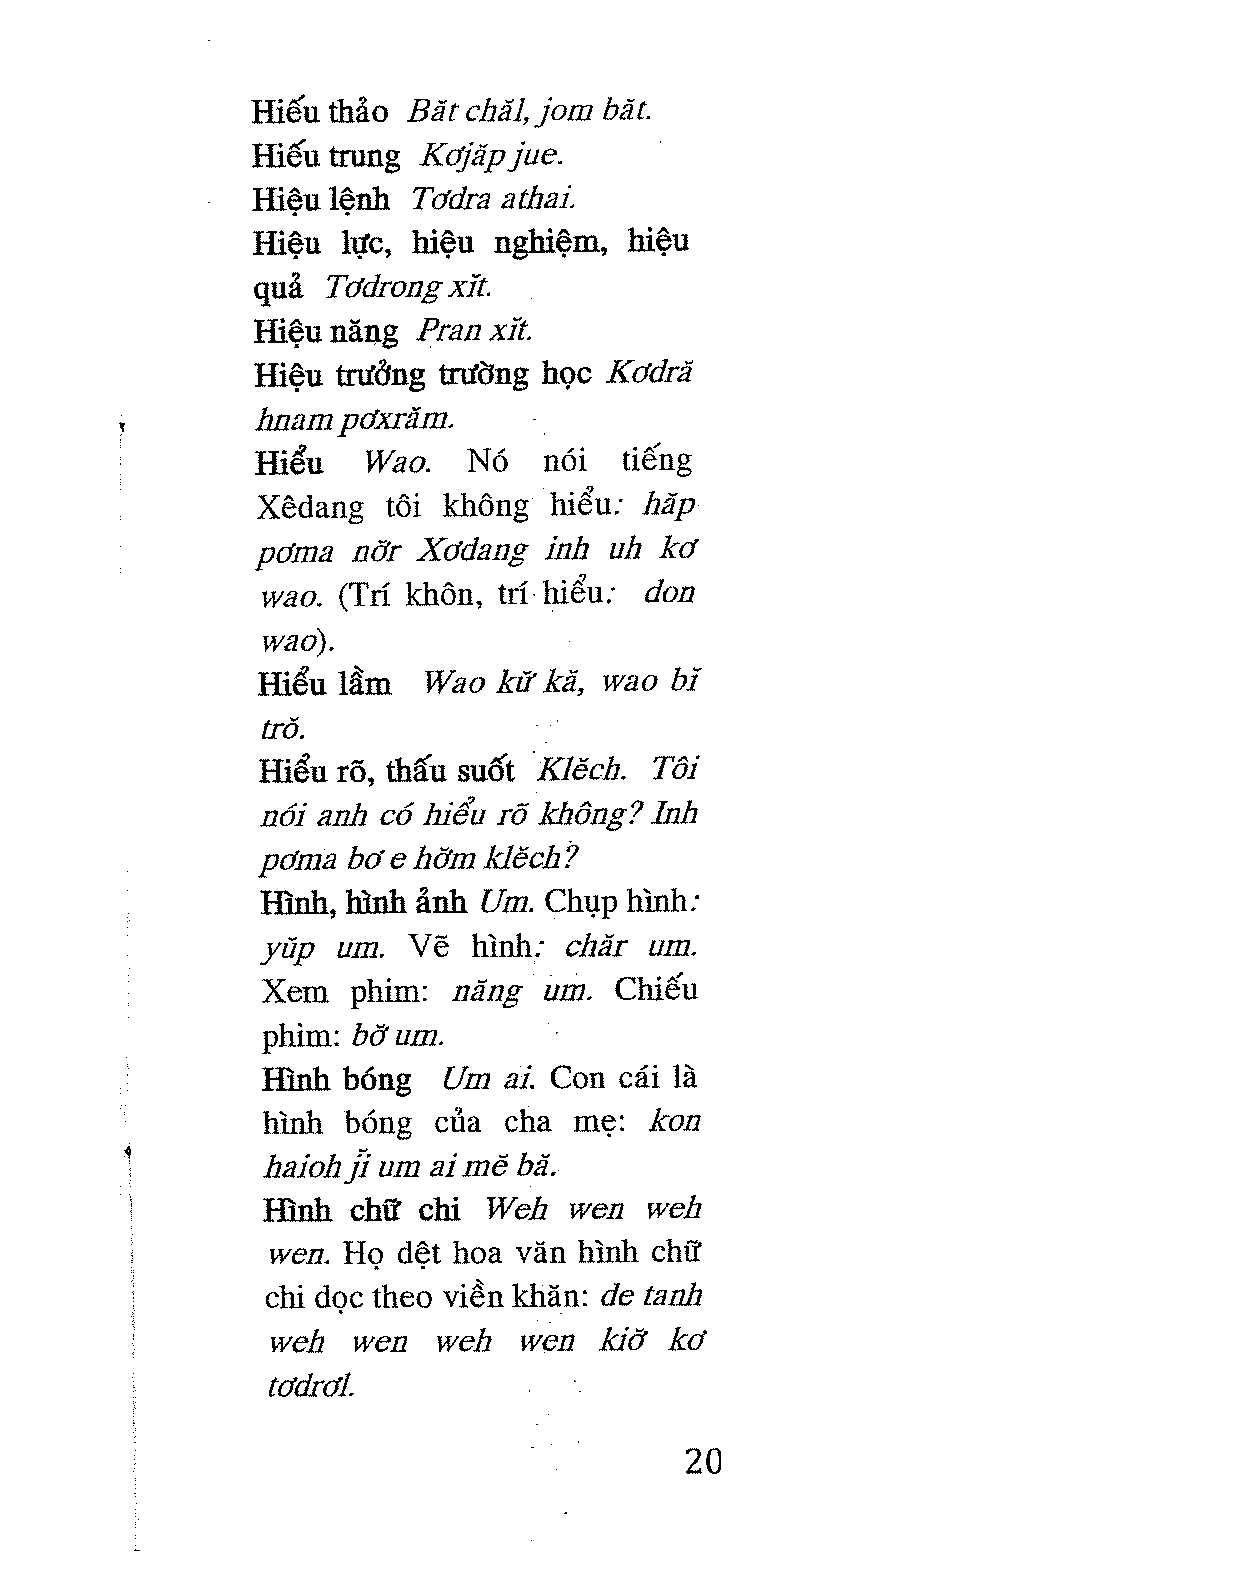 Hiếu thảo Băt chăl, jom băt.
Hiếu trung Kơjăp jue.
Hiệu lệnh Tơdra athai.
Hiệu lực, hiệu nghiệm, hiệu
quả Tơdrong xĭt.
Hiệu năng Pran xĭt.
Hiệu trưởng trường học Kơdră
hnam pơxrăm.
Hiểu Wao. Nó nói tiếng
Xêdang tôi không hiểu: hăp
pơma nơ̆r Xơdang inh uh kơ
wao. (Trí khôn, trí hiểu: don
wao).
Hiểu lầm Wao kư̆ kă, wao bĭ
trŏ.
Hiểu rõ, thấu suốt Klĕch. Tôi
nói anh có hiểu rõ không? Inh
pơma bơ e hơ̆m klĕch?
Hình, hình ảnh Um. Chụp hình:
yŭp um. Vẽ hình: chăr um.
Xem phim: năng um. Chiếu
phim: bơ̆ um.
Hình bóng Um ai. Con cái là
hình bóng của cha mẹ: kon
haioh jĭ um ai mĕ bă.
Hình chữ chi Weh wen weh
wen. Họ dệt hoa văn hình chữ
chi dọc theo viền khăn: de tanh
weh wen weh wen kiơ̆ kơ
tơdrơl.
20